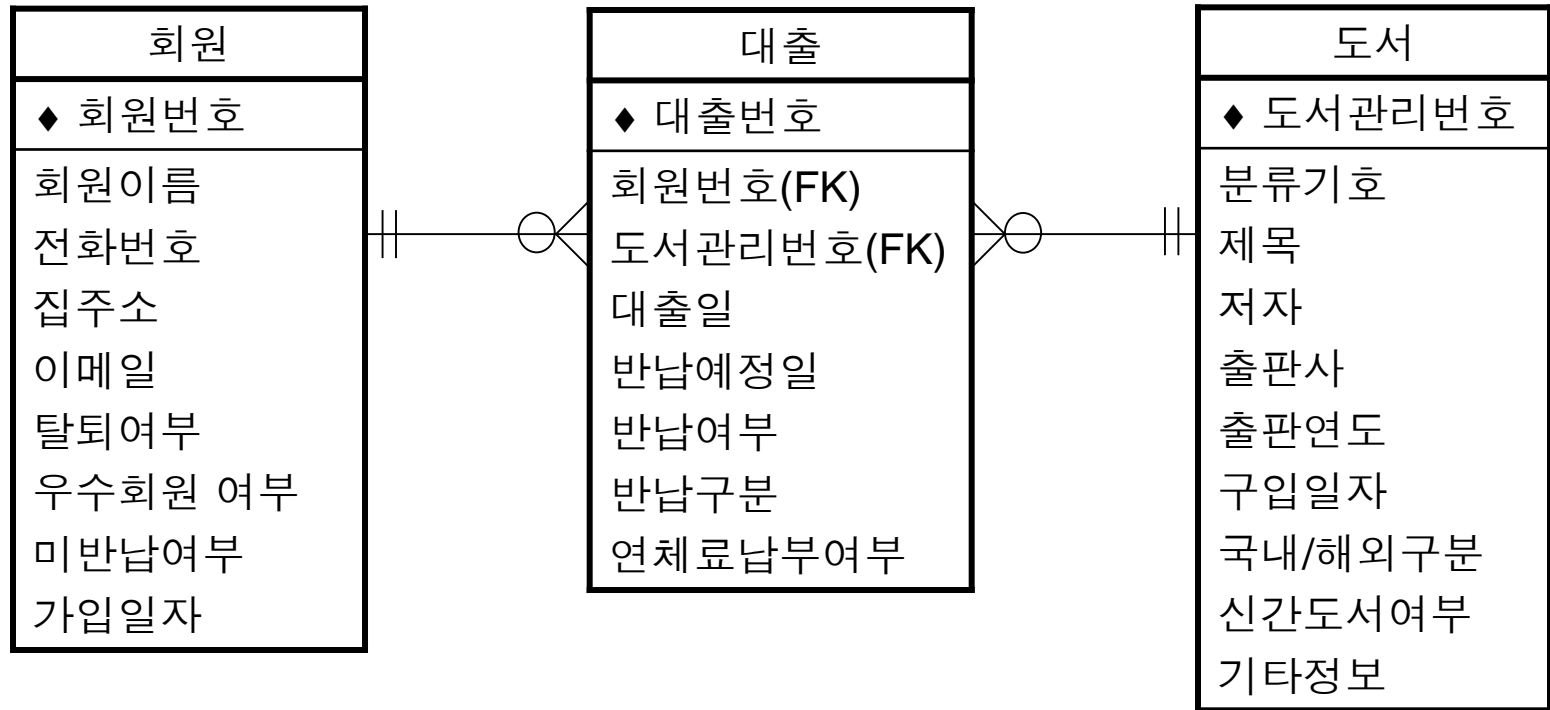 회원
♦ 회원번호
회원이름
전화번호
집주소
이메일
탈퇴여부
우수회원 여부
미반납여부
가입일자
대출
♦ 대출번호
회원번호(FK)
도서관리번호(FK)
대출일
반납예정일
반납여부
반납구분
연체료납부여부
도서
♦ 도서관리번호
분류기호
제목
저자
출판사
출판연도
구입일자
국내/해외구분
신간도서여부
기타정보